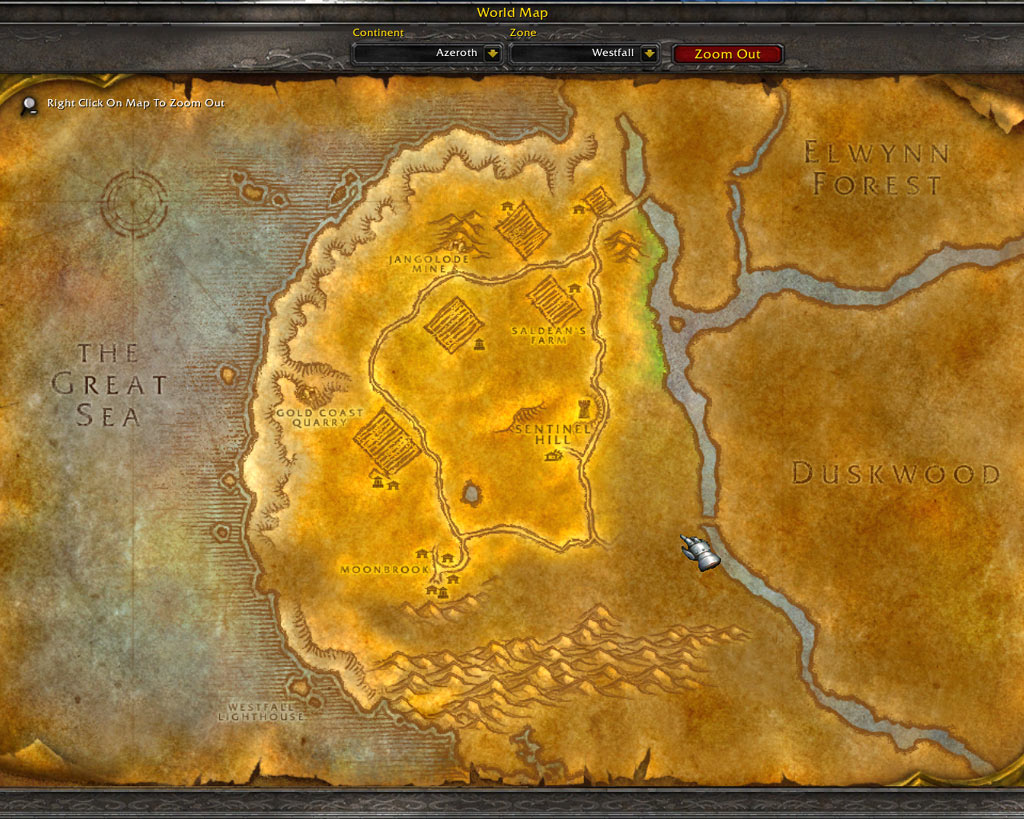 World Map
Continent
Zone
Azeroth
Westfall
Zoom Out
Right Click On Map To Zoom Out
ELWYNN
FOREST
JANGOLODE
MINE
SALDEAN'S
FARM
THE
GREAT
SEA
GOLD COAST
QUARRY
SENTINEL
HILL
DUSKWOOD
MOONBROOK
WESTFALL
LIGHTHOUSE